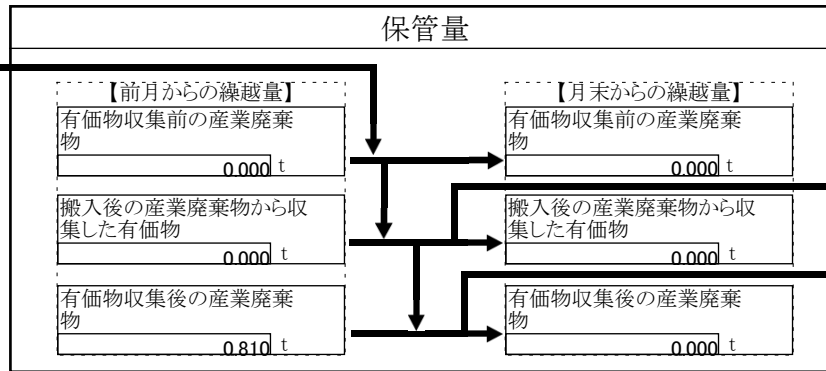 保管量
【前月からの繰越量】
有価物収集前の産業廃棄
物
0.000 t
搬入後の産業廃棄物から収
集した有価物
0.000 t
有価物収集後の産業廃棄
物
0.810 t
【月末からの繰越量】
有価物収集前の産業廃棄
物
0.000 t
搬入後の産業廃棄物から収
集した有価物
0.000 t
有価物収集後の産業廃棄
物
0.000 t